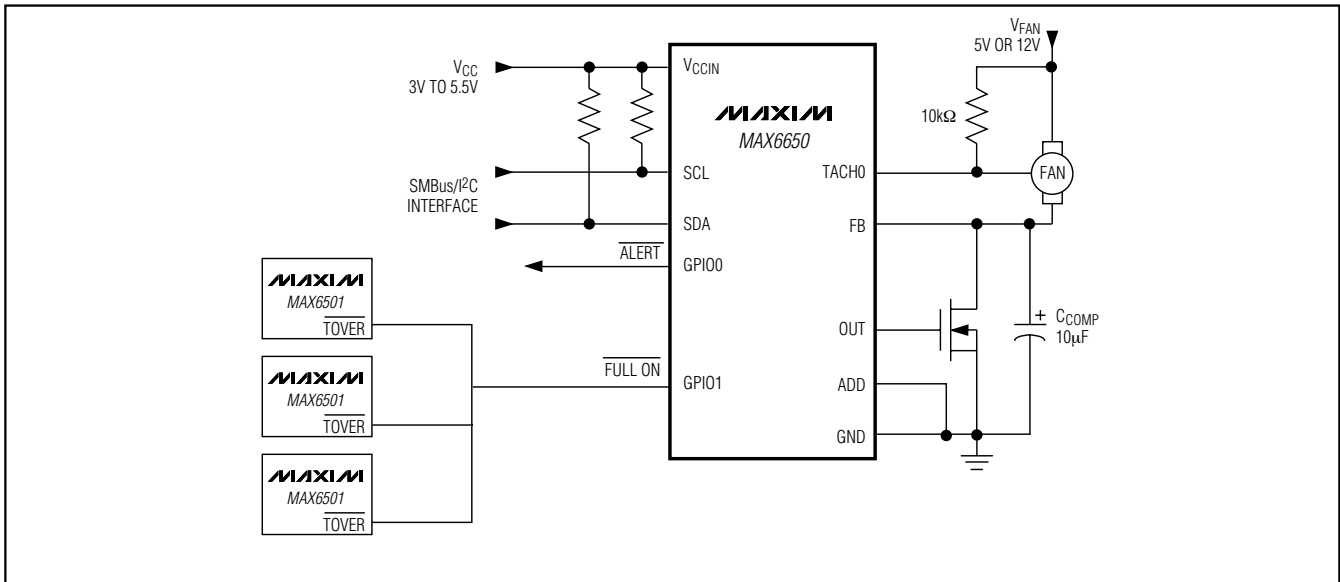 VCC
3V TO 5.5V
SMBus/I2C
INTERFACE
VCCIN
MAXIM
MAX6650
SCL
SDA
ALERT
GPIO0
FULL ON
GPIO1
TACH0
FB
OUT
ADD
GND
VFAN
5V OR 12V
10kΩ
FAN
+ CCOMP
10µF
MAXIM
MAX6501
TOVER
MAXIM
MAX6501
TOVER
MAXIM
MAX6501
TOVER